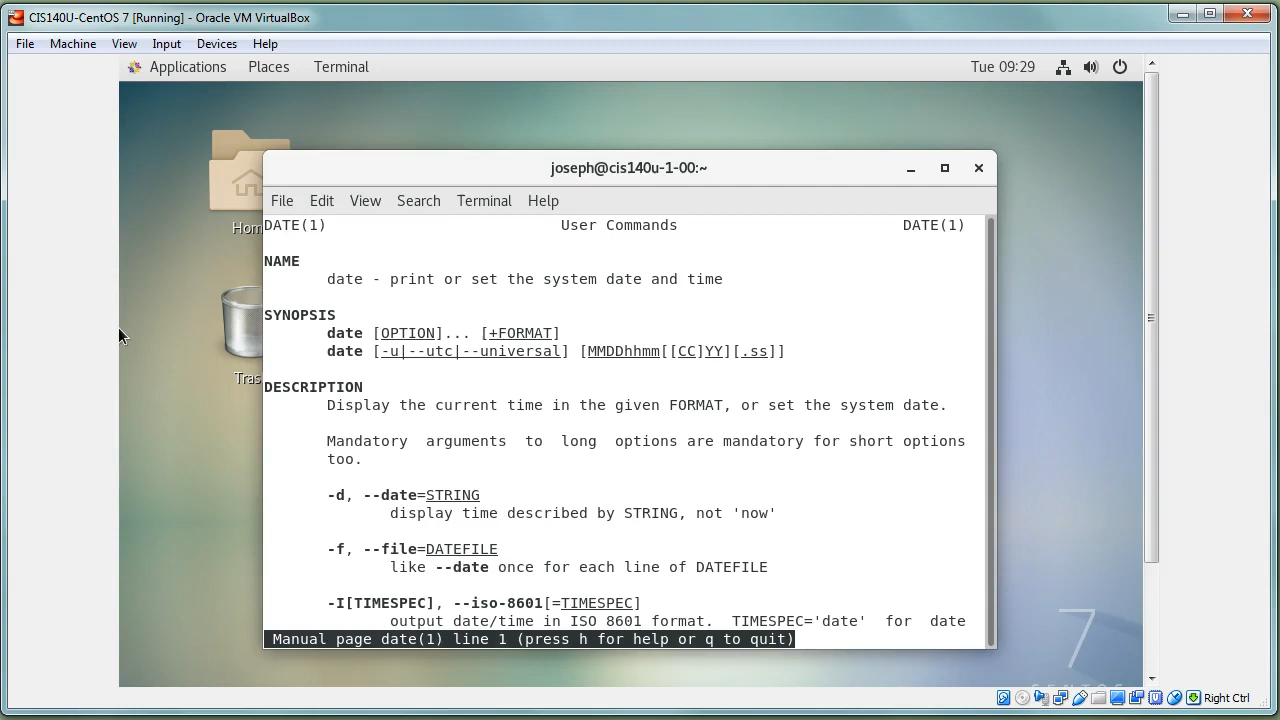 CIS140U-CentOS 7 [Running] - Oracle VM VirtualBox
File Machine View Input Devices Help
Applications Places Terminal Tue 09:29
joseph@cis140u-1-00:~
File Edit View Search Terminal Help
Hom
Tras
DATE(1) User Commands DATE(1)
NAME
date - print or set the system date and time
SYNOPSIS
date [OPTION]... [+FORMAT]
date [-u|--utc|--universal] [MMDDhhmm[[CC]YY][.ss]]
DESCRIPTION
Display the current time in the given FORMAT, or set the system date.
Mandatory arguments to long options are mandatory for short options
too.
-d, --date=STRING
display time described by STRING, not 'now'
-f, --file=DATEFILE
like --date once for each line of DATEFILE
-I[TIMESPEC], --iso-8601[=TIMESPEC]
output date/time in ISO 8601 format. TIMESPEC='date' for date
Manual page date(1) line 1 (press h for help or q to quit)
7
Right Ctrl